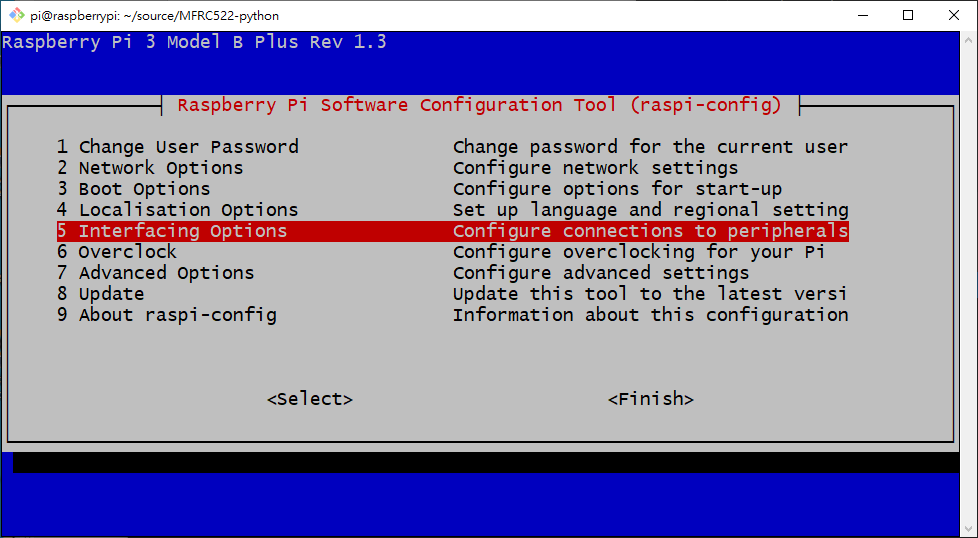 pi@raspberrypi: ~/source/MFRC522-python
Raspberry Pi 3 Model B Plus Rev 1.3
Raspberry Pi Software Configuration Tool (raspi-config)
1 Change User Password Change password for the current user
2 Network Options Configure network settings
3 Boot Options Configure options for start-up
4 Localisation Options Set up language and regional setting
5 Interfacing Options Configure connections to peripherals
6 Overclock Configure overclocking for your Pi
7 Advanced Options Configure advanced settings
8 Update Update this tool to the latest versi
9 About raspi-config Information about this configuration
<Select> <Finish>